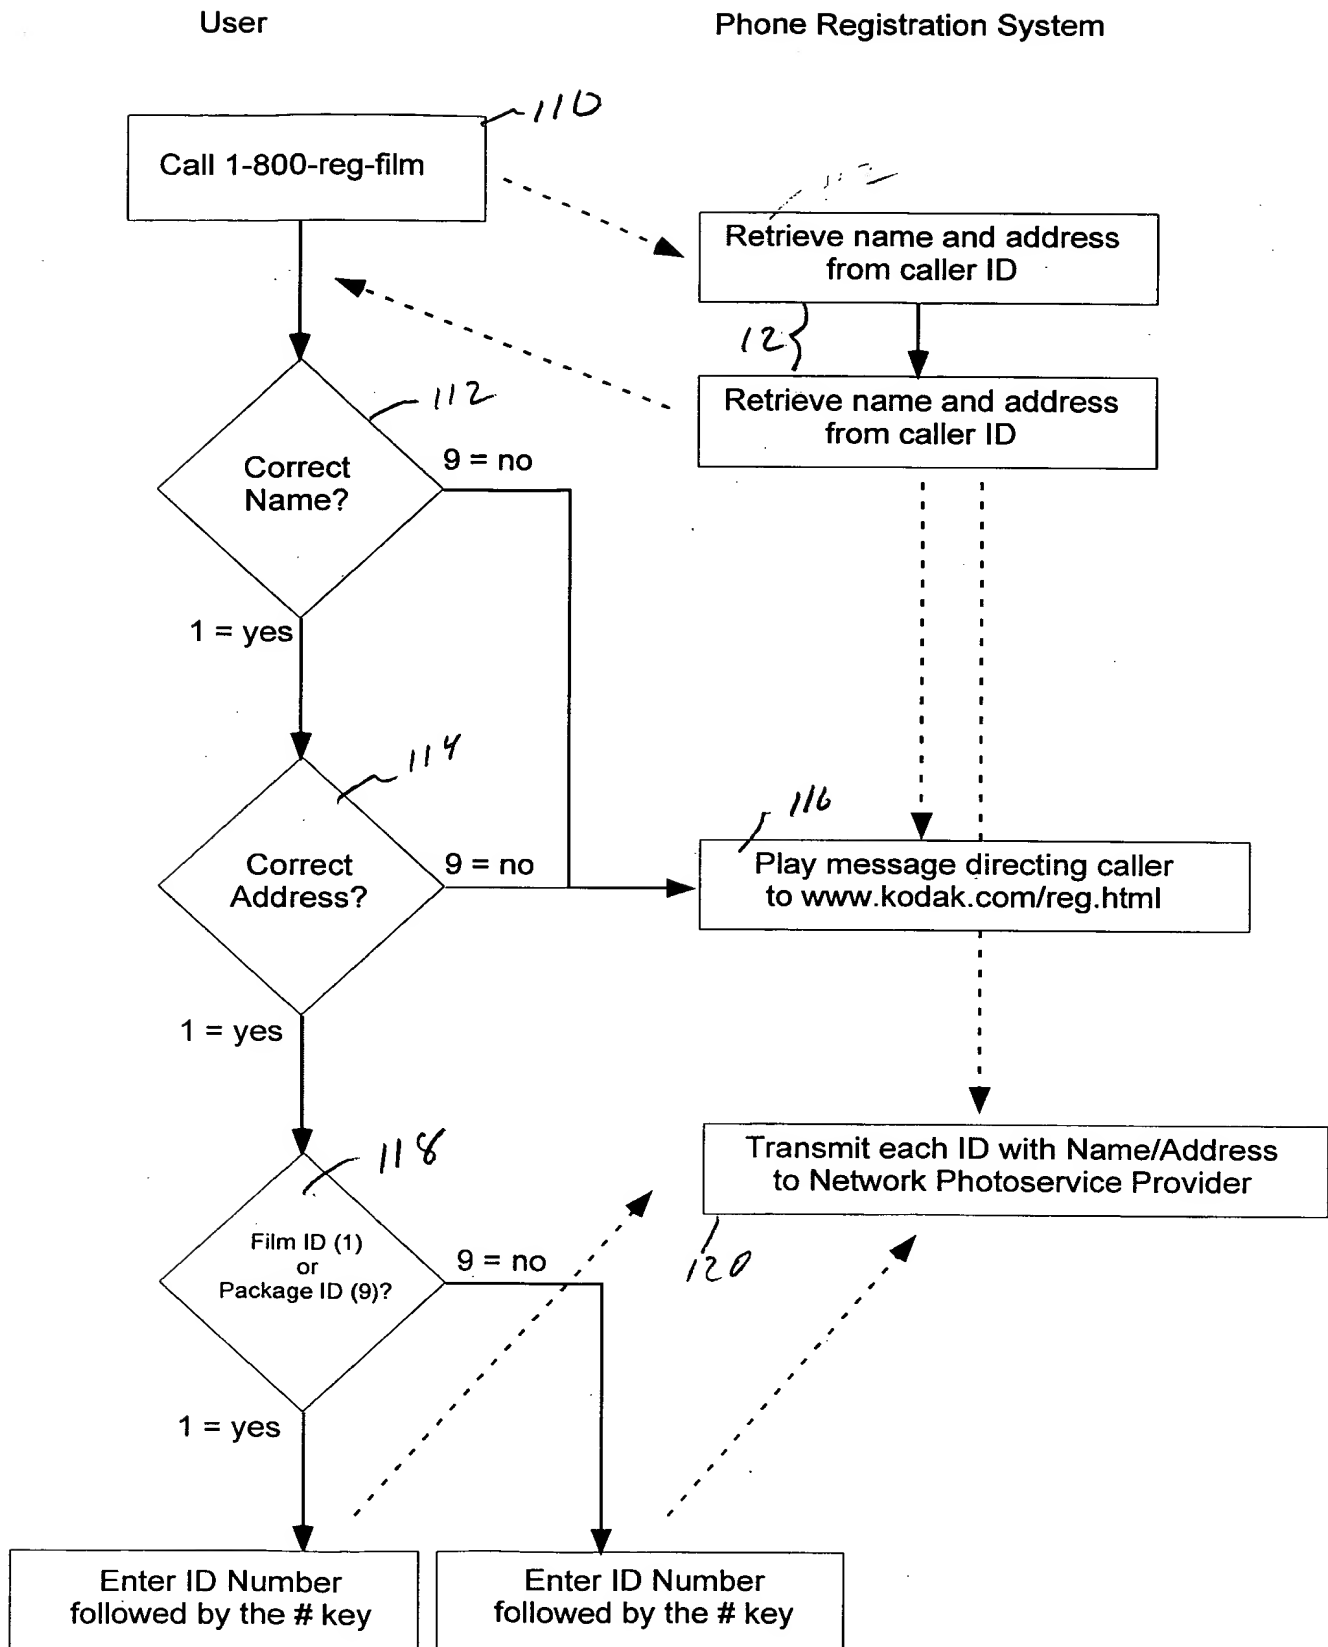 User
Phone Registration System
110
Call 1-800-reg-film
Retrieve name and address
from caller ID
12
Retrieve name and address
from caller ID
112
Correct
Name?
9 = no
1 = yes
114
Correct
Address?
9 = no
116
Play message directing caller
to www.kodak.com/reg.html
1 = yes
118
Film ID (1)
or
Package ID (9)?
9 = no
Transmit each ID with Name/Address
to Network Photoservice Provider
120
1 = yes
Enter ID Number
followed by the # key
Enter ID Number
followed by the # key